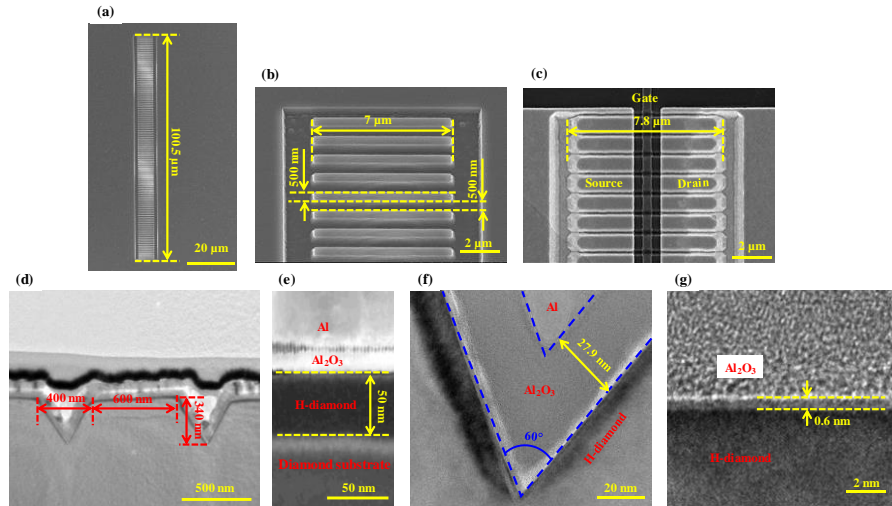 (a)
100.5 μm
20 μm
(b)
7 μm
500 nm
500 nm
2 μm
(c)
Gate
7.8 μm
Source
Drain
2 μm
(d)
400 nm
600 nm
340 nm
500 nm
(e)
Al
Al₂O₃
H-diamond
50 nm
Diamond substrate
50 nm
(f)
Al
27.9 nm
Al₂O₃
60°
H-diamond
20 nm
(g)
Al₂O₃
0.6 nm
H-diamond
2 nm